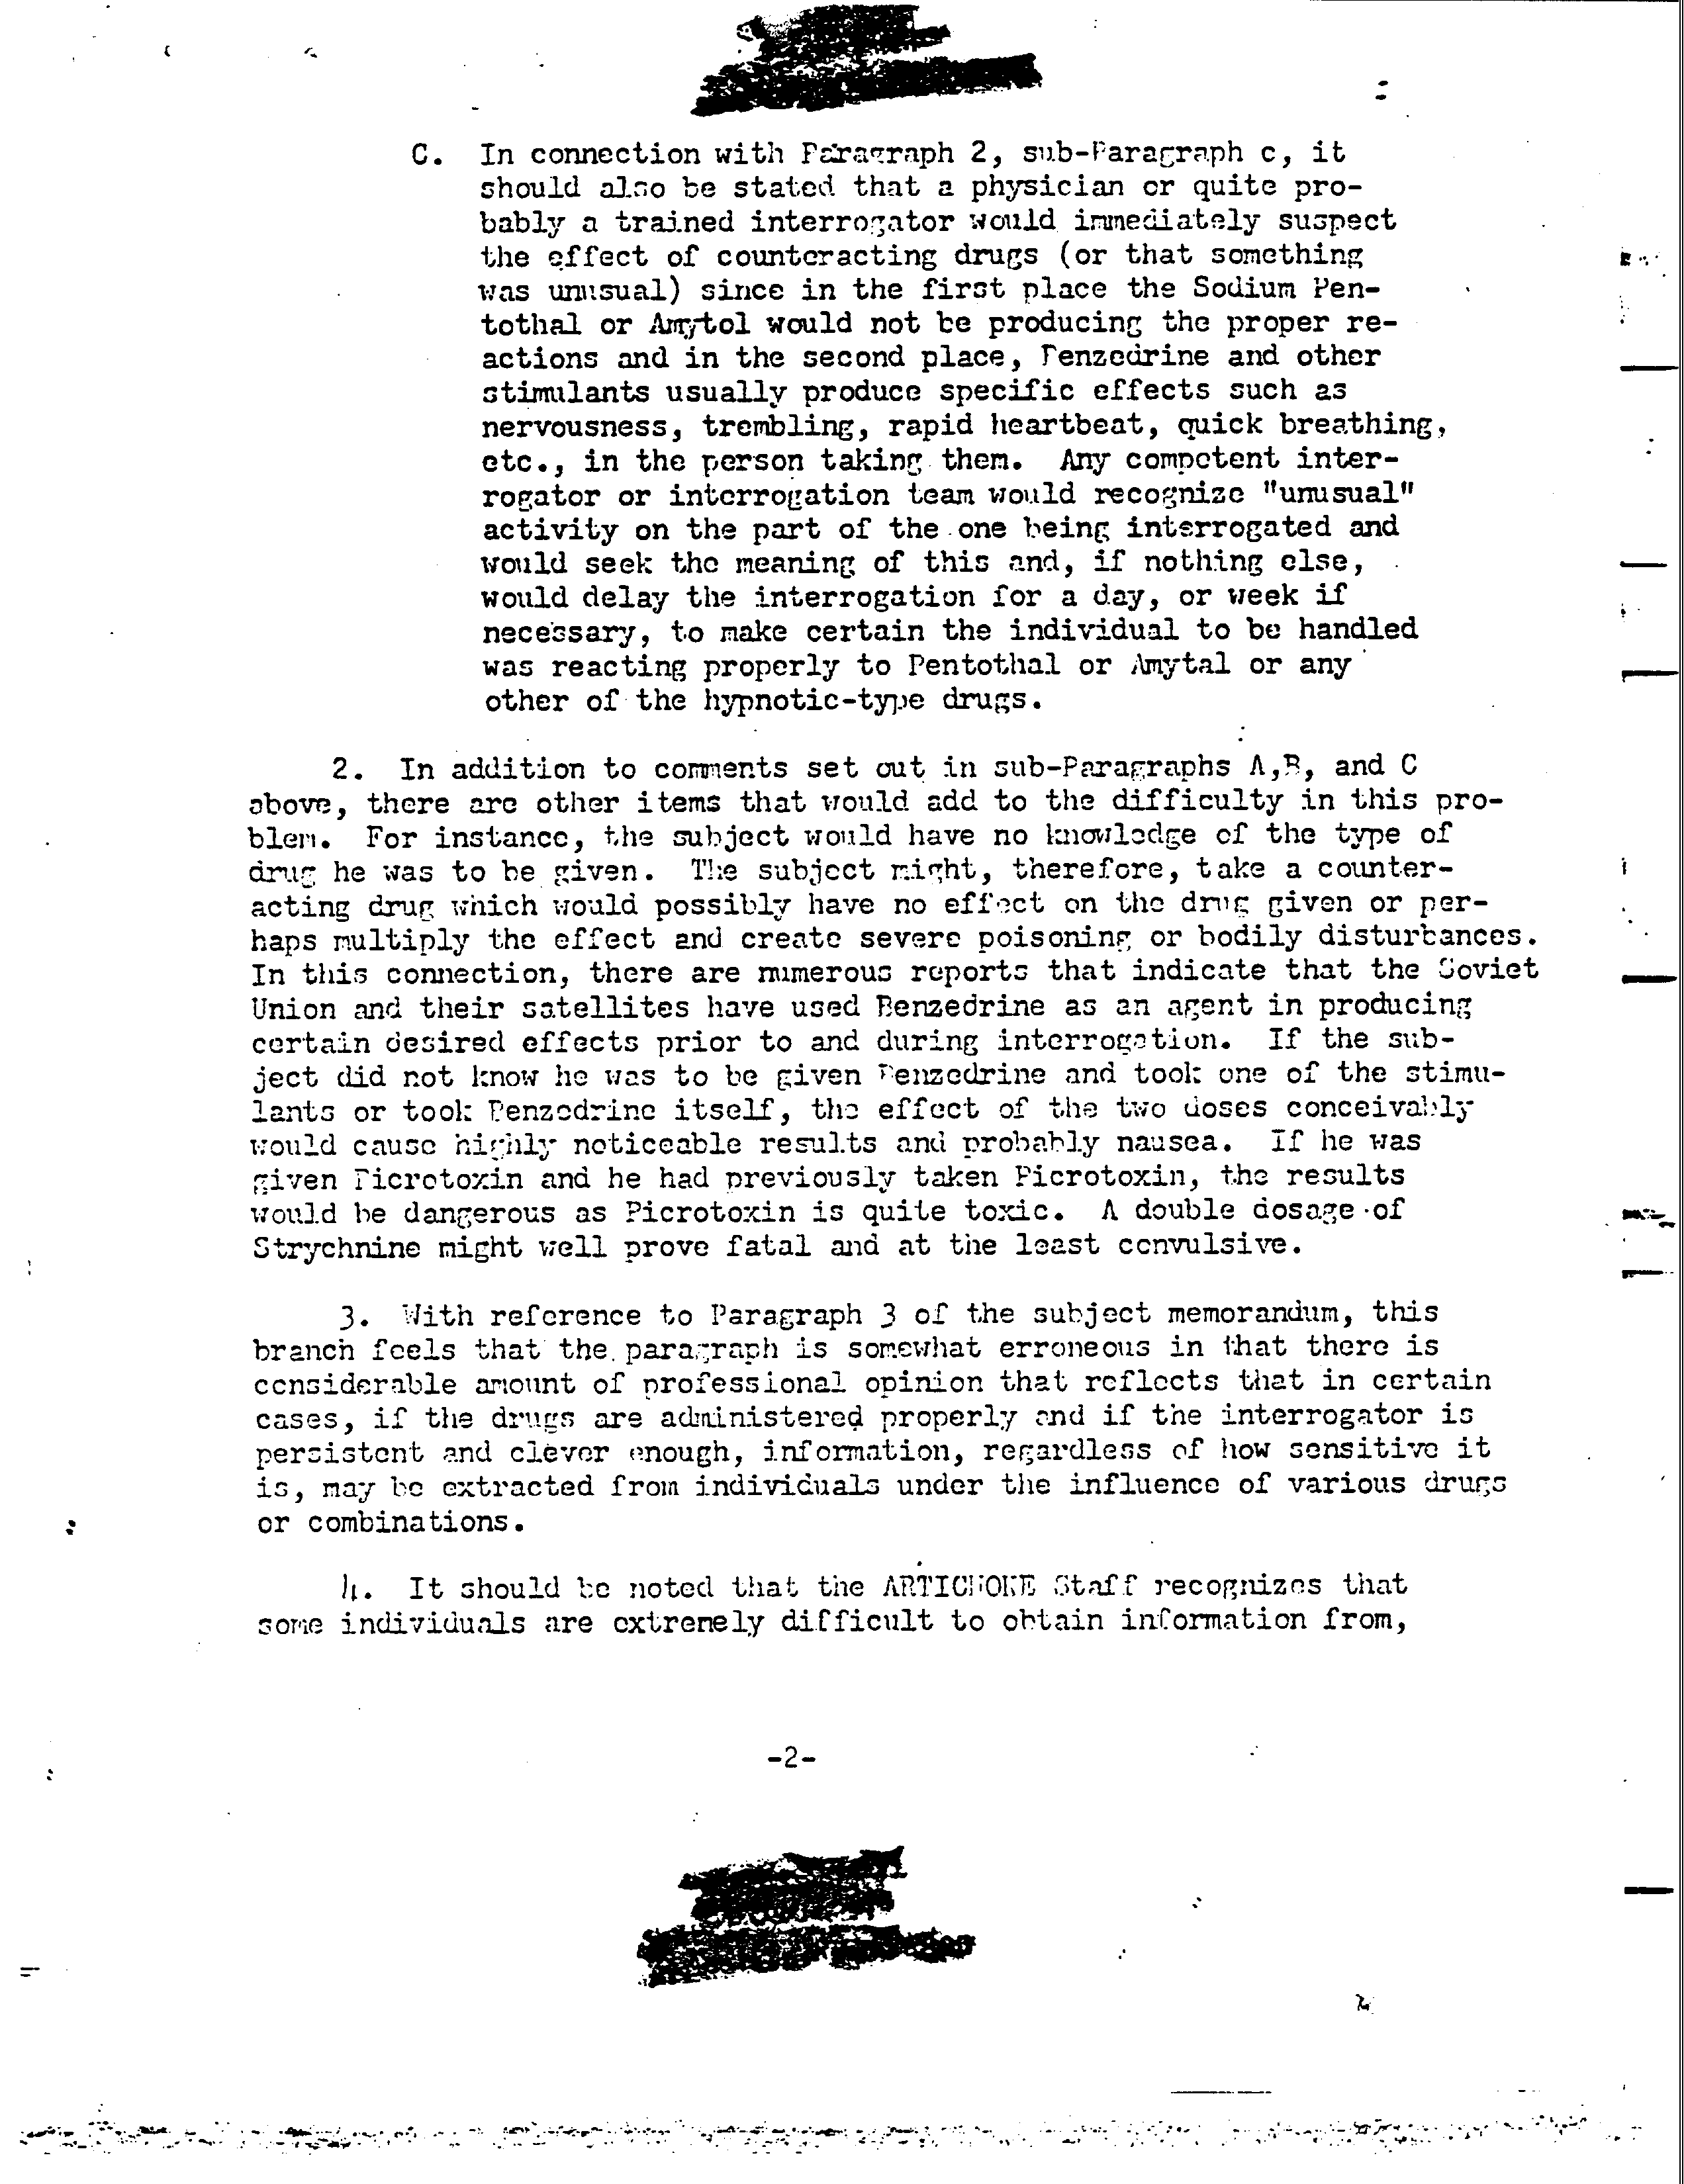 C. In connection with Paragraph 2, sub-Paragraph c, it
should also be stated that a physician or quite pro-
bably a trained interrogator would immediately suspect
the effect of counteracting drugs (or that something
was unusual) since in the first place the Sodium Pen-
tothal or Amytol would not be producing the proper re-
actions and in the second place, Benzedrine and other
stimulants usually produce specific effects such as
nervousness, trembling, rapid heartbeat, quick breathing,
etc., in the person taking them. Any competent inter-
rogator or interrogation team would recognize "unusual"
activity on the part of the one being interrogated and
would seek the meaning of this and, if nothing else,
would delay the interrogation for a day, or week if
necessary, to make certain the individual to be handled
was reacting properly to Pentothal or Amytal or any
other of the hypnotic-type drugs.
2. In addition to comments set out in sub-Paragraphs A,B, and C
above, there are other items that would add to the difficulty in this pro-
blem. For instance, the subject would have no knowledge of the type of
drug he was to be given. The subject might, therefore, take a counter-
acting drug which would possibly have no effect on the drug given or per-
haps multiply the effect and create severe poisoning or bodily disturbances.
In this connection, there are numerous reports that indicate that the Soviet
Union and their satellites have used Benzedrine as an agent in producing
certain desired effects prior to and during interrogation. If the sub-
ject did not know he was to be given Benzedrine and took one of the stimu-
lants or took Benzedrine itself, the effect of the two doses conceivably
would cause highly noticeable results and probably nausea. If he was
given Picrotoxin and he had previously taken Picrotoxin, the results
would be dangerous as Picrotoxin is quite toxic. A double dosage of
Strychnine might well prove fatal and at the least convulsive.
3. With reference to Paragraph 3 of the subject memorandum, this
branch feels that the paragraph is somewhat erroneous in that there is
considerable amount of professional opinion that reflects that in certain
cases, if the drugs are administered properly and if the interrogator is
persistent and clever enough, information, regardless of how sensitive it
is, may be extracted from individuals under the influence of various drugs
or combinations.
4. It should be noted that the ARTICHOKE Staff recognizes that
some individuals are extremely difficult to obtain information from,
-2-